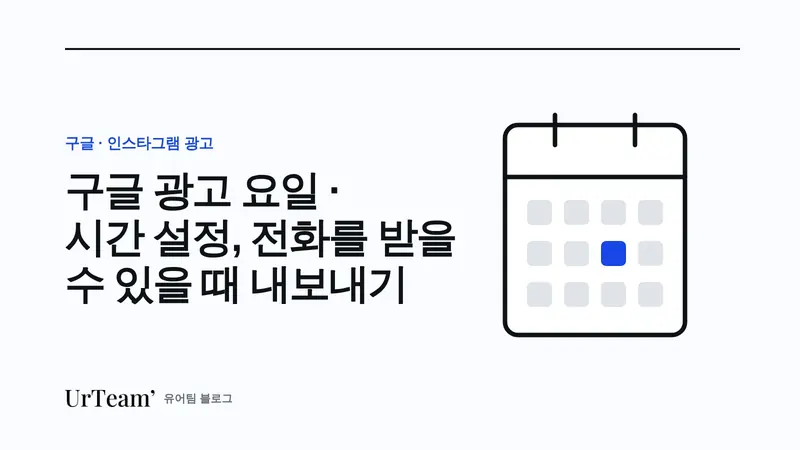 구글 · 인스타그램 광고
구글 광고 요일 ·
시간 설정, 전화를 받을
수 있을 때 내보내기
UrTeam’ 유어팀 블로그